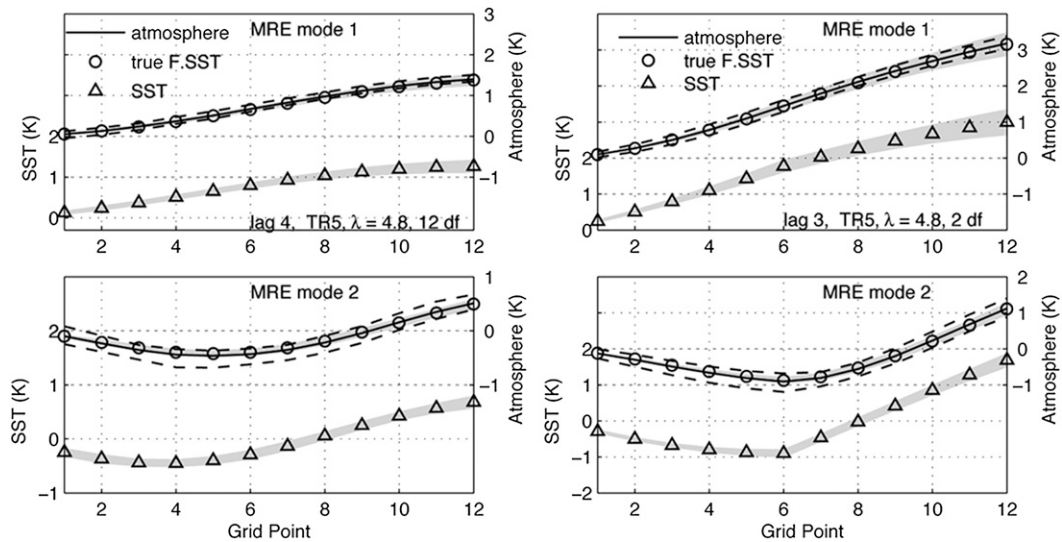 MRE mode 1
atmosphere
true F.SST
SST
lag 4, TR5, λ = 4.8, 12 df
SST (K)
2
1
0
Atmosphere (K)
3
2
1
0
−1
2 4 6 8 10 12
MRE mode 1
atmosphere
true F.SST
SST
lag 3, TR5, λ = 4.8, 2 df
SST (K)
2
1
0
Atmosphere (K)
3
2
1
0
−1
2 4 6 8 10 12
MRE mode 2
SST (K)
2
1
0
−1
Atmosphere (K)
1
0
−1
2 4 6 8 10 12
Grid Point
MRE mode 2
SST (K)
2
1
0
−1
−2
Atmosphere (K)
2
1
0
−1
2 4 6 8 10 12
Grid Point